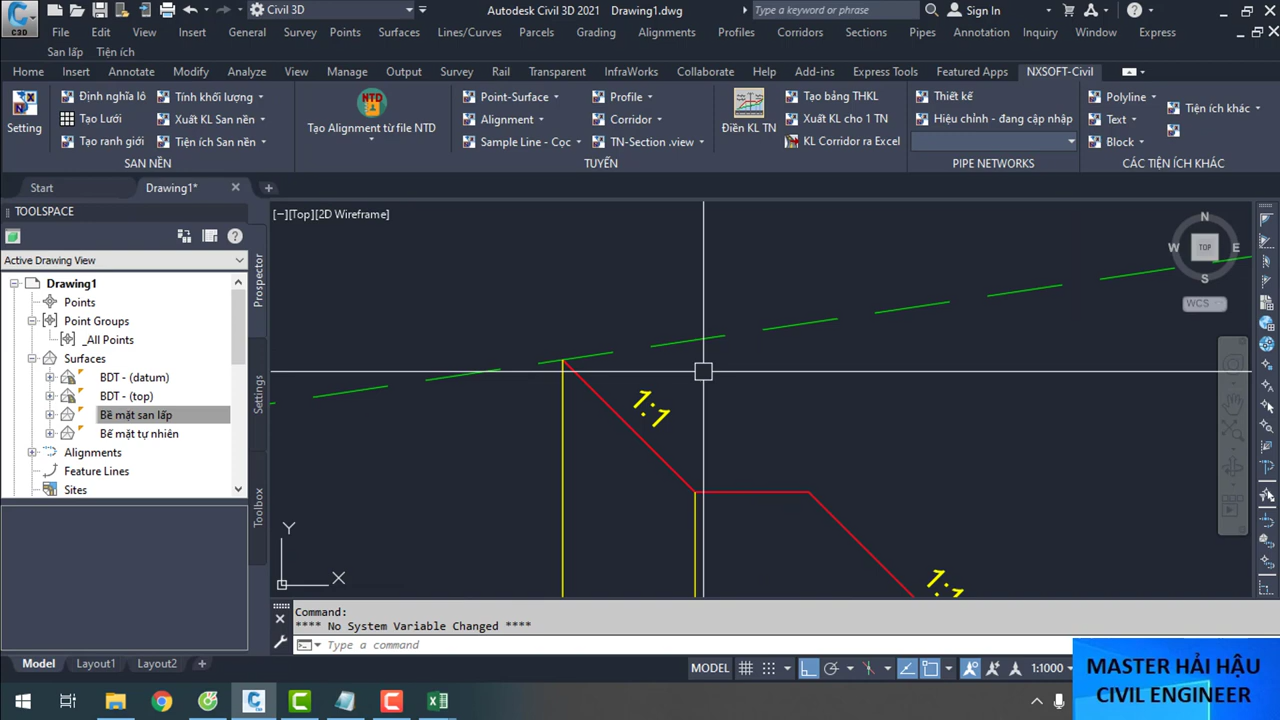 C3D
Civil 3D
Autodesk Civil 3D 2021 Drawing1.dwg
Type a keyword or phrase
Sign In
File Edit View Insert General Survey Points Surfaces Lines/Curves Parcels Grading Alignments Profiles Corridors Sections Pipes Annotation Inquiry Window Express
San lấp Tiện ích
Home Insert Annotate Modify Analyze View Manage Output Survey Rail Transparent InfraWorks Collaborate Help Add-ins Express Tools Featured Apps NXSOFT-Civil
Setting
Định nghĩa lô
Tạo Lưới
Tạo ranh giới
Tính khối lượng
Xuất KL San nền
Tiện ích San nền
SAN NỀN
NTD
Tạo Alignment từ file NTD
Point-Surface
Alignment
Sample Line - Cọc
Profile
Corridor
TN-Section .view
TUYẾN
Điền KL TN
Tạo bảng THKL
Xuất KL cho 1 TN
KL Corridor ra Excel
Thiết kế
Hiệu chỉnh - đang cập nhập
PIPE NETWORKS
Polyline
Text
Block
Tiện ích khác
CÁC TIỆN ÍCH KHÁC
Start
Drawing1*
TOOLSPACE
Active Drawing View
Drawing1
Points
Point Groups
_All Points
Surfaces
BDT - (datum)
BDT - (top)
Bề mặt san lấp
Bề mặt tự nhiên
Alignments
Feature Lines
Sites
Prospector
Settings
Toolbox
[−][Top][2D Wireframe]
N
W TOP E
S
WCS
1:1
1:1
Y
X
Command:
**** No System Variable Changed ****
Type a command
Model Layout1 Layout2
MODEL
1:1000
MASTER HẢI HẬU
CIVIL ENGINEER